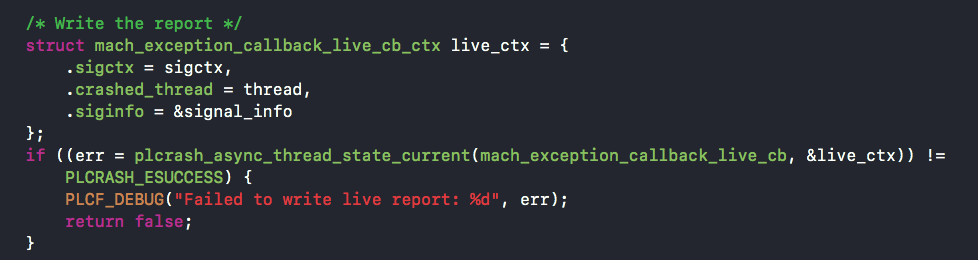 /* Write the report */
struct mach_exception_callback_live_cb_ctx live_ctx = {
    .sigctx = sigctx,
    .crashed_thread = thread,
    .siginfo = &signal_info
};
if ((err = plcrash_async_thread_state_current(mach_exception_callback_live_cb, &live_ctx)) !=
    PLCRASH_ESUCCESS) {
    PLCF_DEBUG("Failed to write live report: %d", err);
    return false;
}